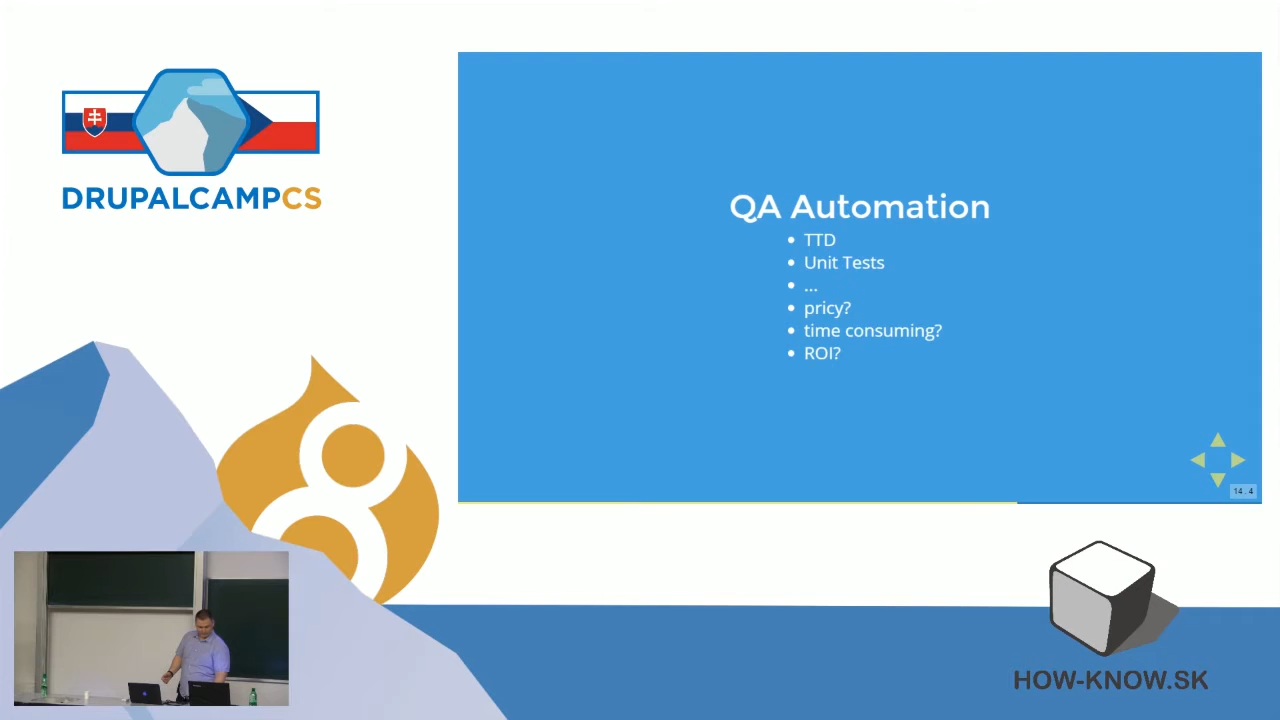 DRUPALCAMPCS
QA Automation
TTD
Unit Tests
...
pricy?
time consuming?
ROI?
14.4
HOW-KNOW.SK